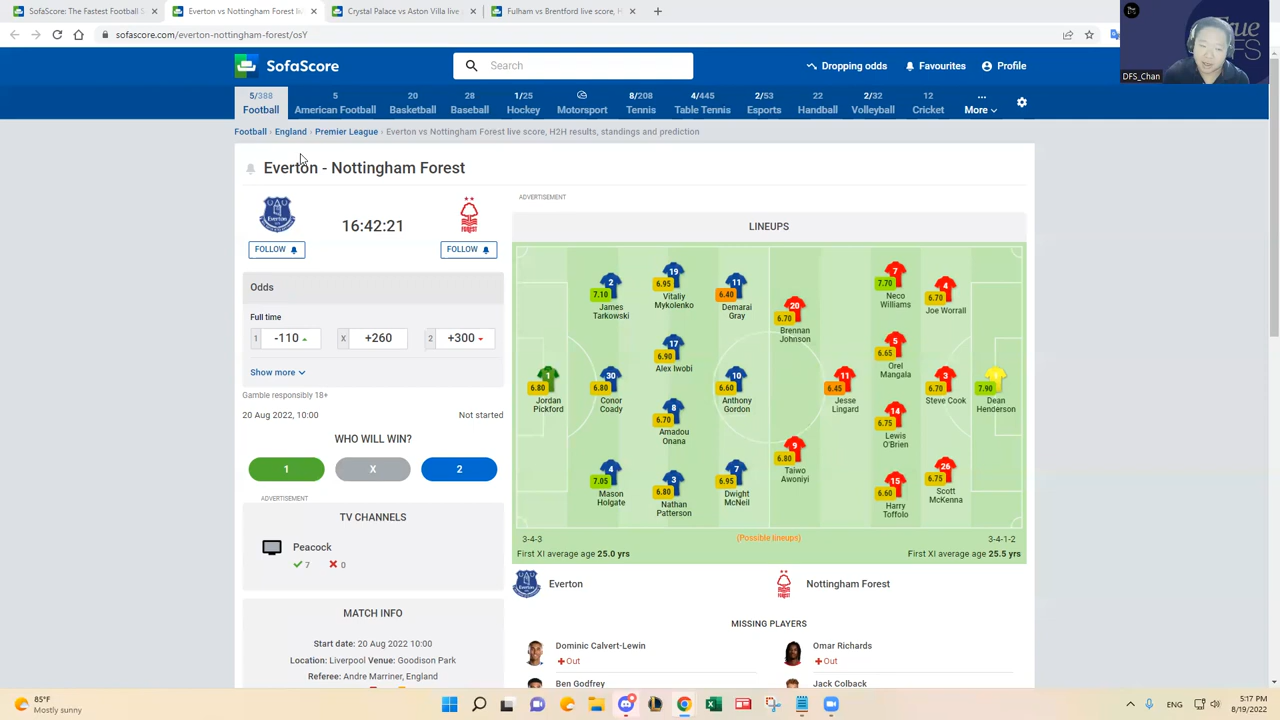 SofaScore: The Fastest Football S
Everton vs Nottingham Forest liv
Crystal Palace vs Aston Villa live
Fulham vs Brentford live score, H
sofascore.com/everton-nottingham-forest/osY
True
DFS
DFS_Chan
SofaScore
Search
Dropping odds
Favourites
Profile
5/388
Football
5
American Football
20
Basketball
28
Baseball
1/25
Hockey
Motorsport
8/208
Tennis
4/445
Table Tennis
2/53
Esports
22
Handball
2/32
Volleyball
12
Cricket
...
More
Football
England
Premier League
Everton vs Nottingham Forest live score, H2H results, standings and prediction
Everton - Nottingham Forest
16:42:21
FOLLOW
FOLLOW
Odds
Full time
1 -110
X +260
2 +300
Show more
Gamble responsibly 18+
20 Aug 2022, 10:00
Not started
WHO WILL WIN?
1
X
2
ADVERTISEMENT
TV CHANNELS
Peacock
7
0
MATCH INFO
Start date: 20 Aug 2022 10:00
Location: Liverpool Venue: Goodison Park
Referee: Andre Marriner, England
ADVERTISEMENT
LINEUPS
1
6.80
Jordan
Pickford
2
7.10
James
Tarkowski
30
6.80
Conor
Coady
4
7.05
Mason
Holgate
19
6.95
Vitaliy
Mykolenko
17
6.90
Alex Iwobi
8
6.70
Amadou
Onana
3
6.80
Nathan
Patterson
11
6.40
Demarai
Gray
10
6.60
Anthony
Gordon
7
6.95
Dwight
McNeil
20
6.70
Brennan
Johnson
9
6.80
Taiwo
Awoniyi
11
6.45
Jesse
Lingard
7
7.70
Neco
Williams
5
6.65
Orel
Mangala
14
6.75
Lewis
O'Brien
15
6.60
Harry
Toffolo
4
6.70
Joe Worrall
3
6.70
Steve Cook
26
6.75
Scott
McKenna
1
7.90
Dean
Henderson
3-4-3
(Possible lineups)
3-4-1-2
First XI average age 25.0 yrs
First XI average age 25.5 yrs
Everton
Nottingham Forest
MISSING PLAYERS
Dominic Calvert-Lewin
Out
Omar Richards
Out
Ben Godfrey
Jack Colback
85°F
Mostly sunny
ENG
5:17 PM
8/19/2022